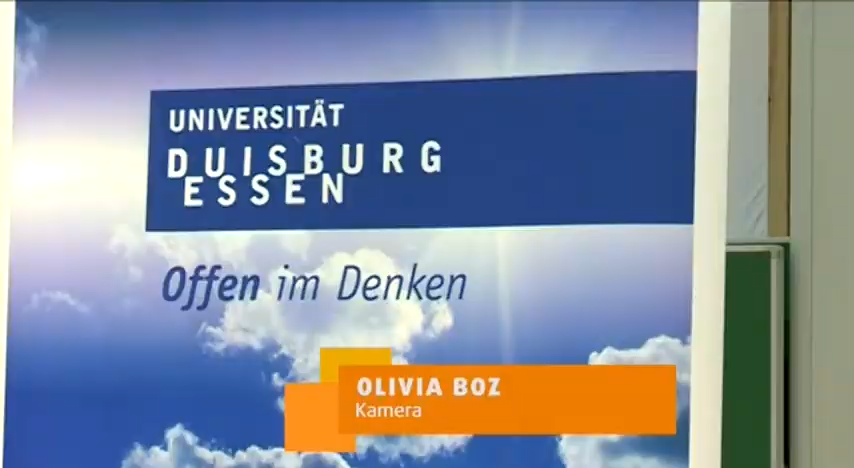 UNIVERSITÄT
DUISBURG
ESSEN
Offen im Denken
OLIVIA BOZ
Kamera